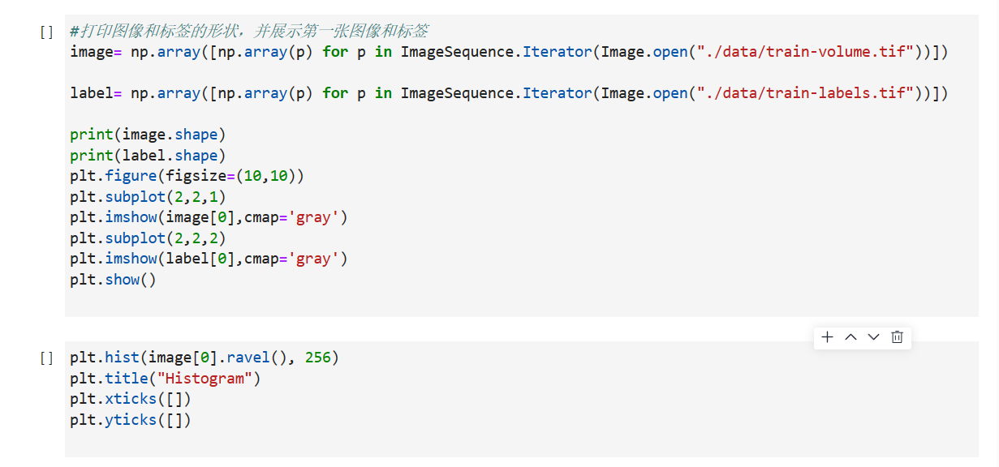 [] #打印图像和标签的形状，并展示第一张图像和标签
image= np.array([np.array(p) for p in ImageSequence.Iterator(Image.open("./data/train-volume.tif"))])
label= np.array([np.array(p) for p in ImageSequence.Iterator(Image.open("./data/train-labels.tif"))])
print(image.shape)
print(label.shape)
plt.figure(figsize=(10,10))
plt.subplot(2,2,1)
plt.imshow(image[0],cmap='gray')
plt.subplot(2,2,2)
plt.imshow(label[0],cmap='gray')
plt.show()
[] plt.hist(image[0].ravel(), 256)
plt.title("Histogram")
plt.xticks([])
plt.yticks([])